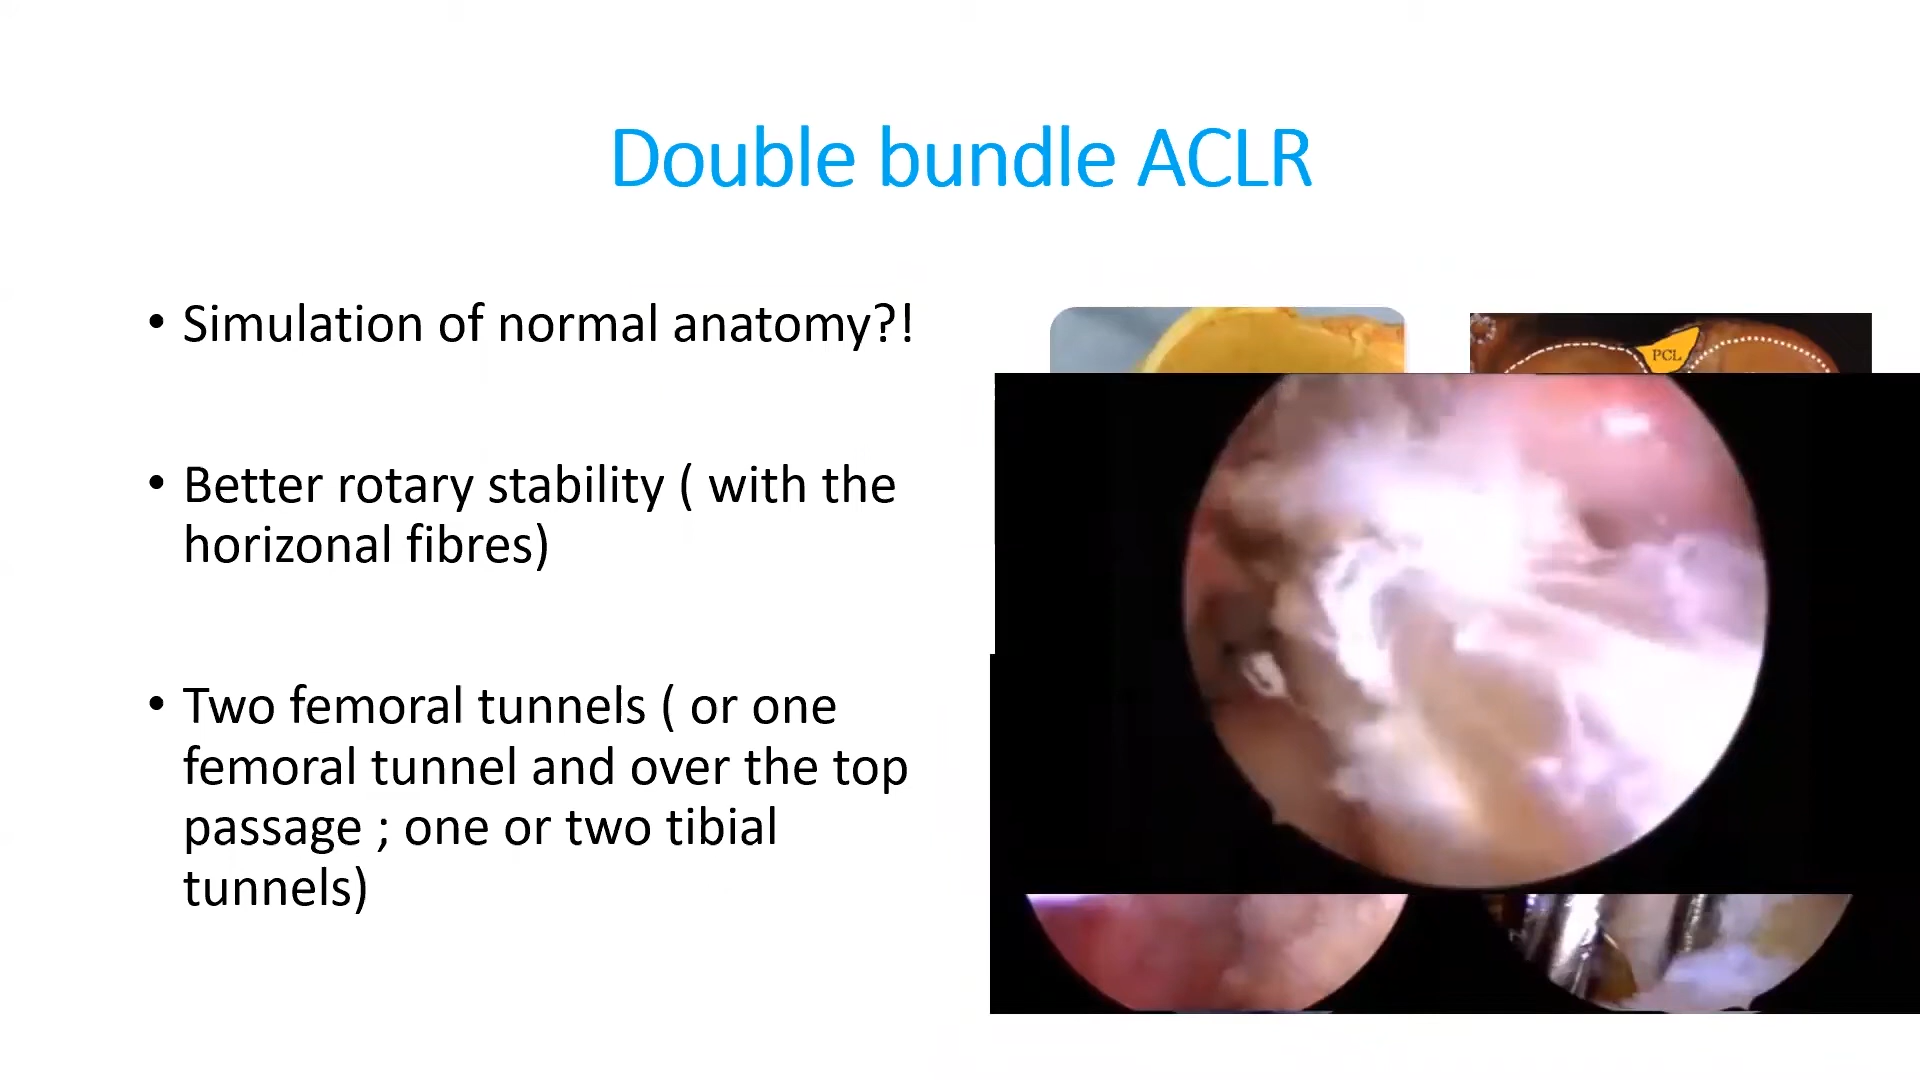 Double bundle ACLR
• Simulation of normal anatomy?!
• Better rotary stability ( with the
horizonal fibres)
• Two femoral tunnels ( or one
femoral tunnel and over the top
passage ; one or two tibial
tunnels)
PCL